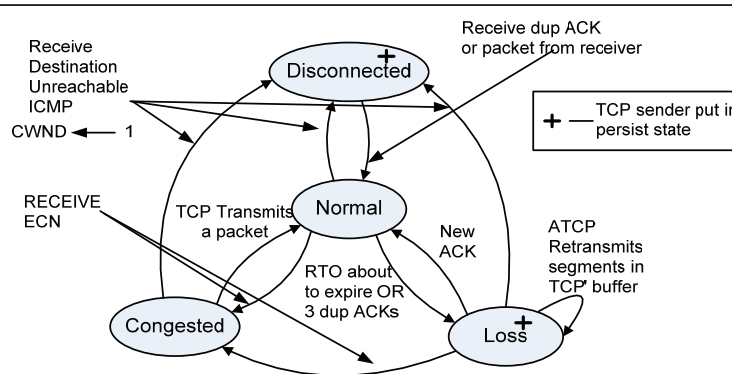 Receive
Destination
Unreachable
ICMP
CWND 1
Receive dup ACK
or packet from receiver
Disconnected
+
+ — TCP sender put in
persist state
RECEIVE
ECN
TCP Transmits
a packet
Normal
New
ACK
ATCP
Retransmits
segments in
TCP' buffer
RTO about
to expire OR
3 dup ACKs
Congested
Loss
+